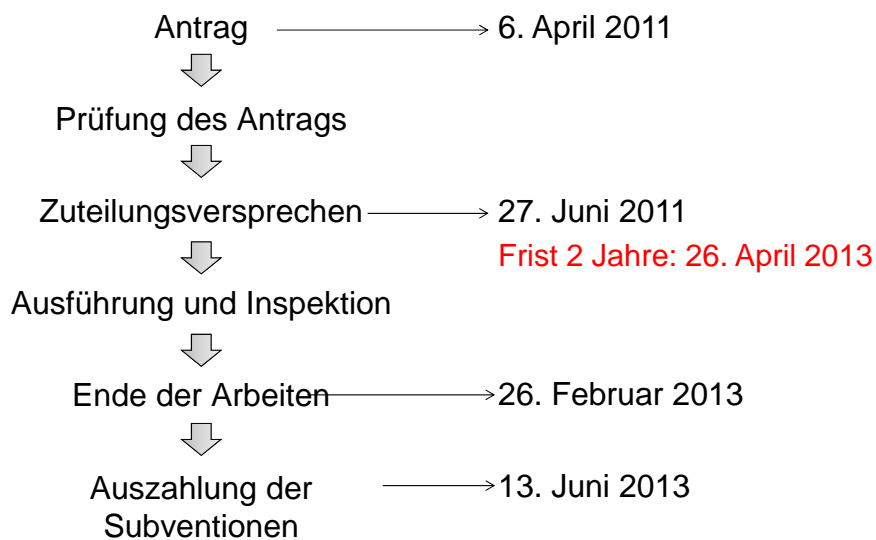 Antrag
6. April 2011
Prüfung des Antrags
Zuteilungsversprechen
27. Juni 2011
Frist 2 Jahre: 26. April 2013
Ausführung und Inspektion
Ende der Arbeiten
26. Februar 2013
Auszahlung der
Subventionen
13. Juni 2013